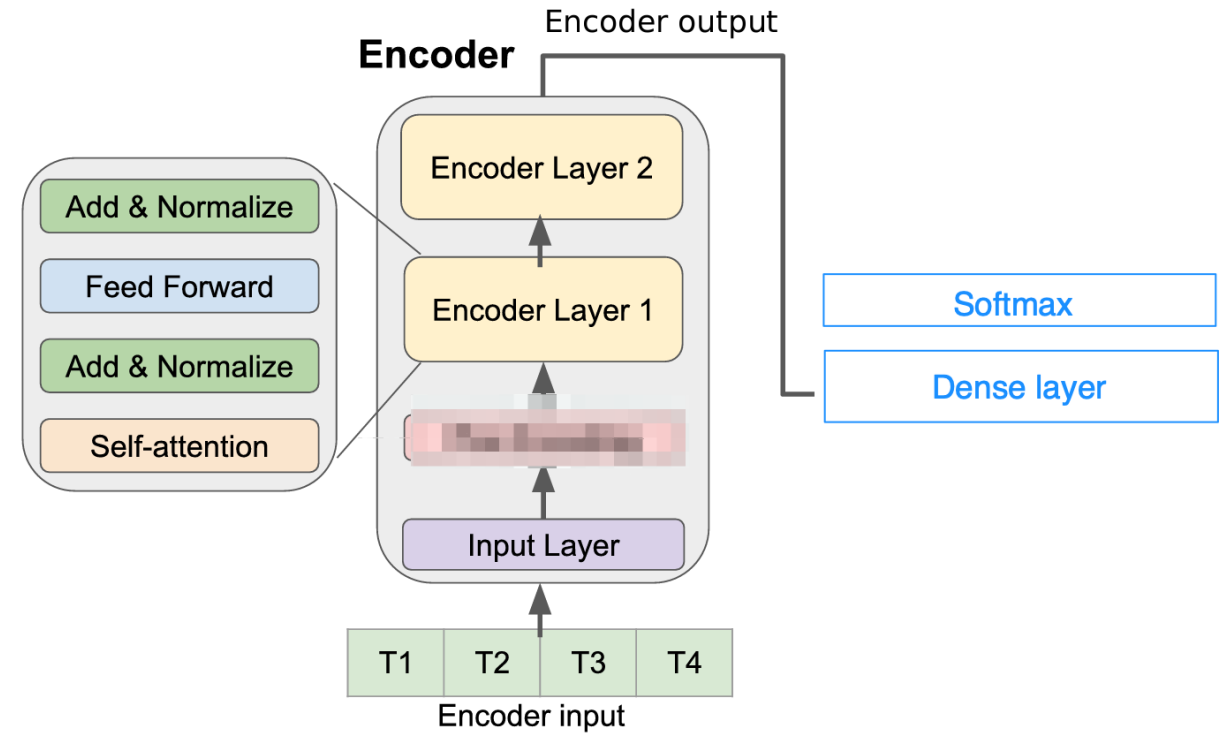 Encoder output
Encoder
Encoder Layer 2
Add & Normalize
Feed Forward
Encoder Layer 1
Add & Normalize
Self-attention
Input Layer
T1 T2 T3 T4
Encoder input
Softmax
Dense layer